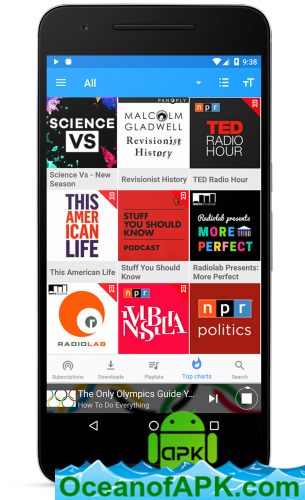 9:38
All
SCIENCE
VS
PANOPLY
MALCOLM
GLADWELL
Revisionist
History
npr
TED
RADIO
HOUR
Science Vs - New
Season
Revisionist History
TED Radio Hour
THIS
AMER
ICAN
LIFE
STUFF
YOU SHOULD
KNOW
PODCAST
Radiolab presents
MORE
PERFECT
This American Life
Stuff You Should
Know
Radiolab Presents:
More Perfect
RADIOLAB
INVISIBILIA
npr
politics
Subscriptions
Downloads
Playlists
Top charts
Search
The Only Olympics Guide Y...
How To Do Everything
APK
OceanofAPK.com